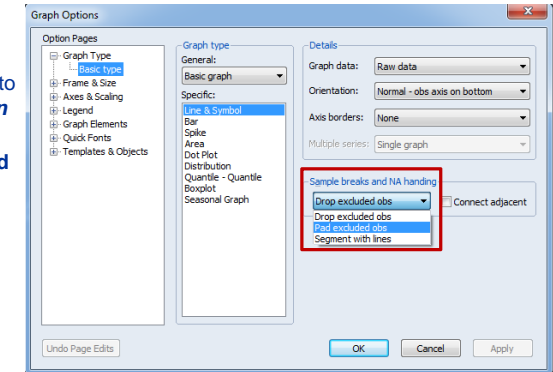 Graph Options
to
n
d
Option Pages
Graph Type
Basic type
Frame & Size
Axes & Scaling
Legend
Graph Elements
Quick Fonts
Templates & Objects
Graph type
General:
Basic graph
Specific:
Line & Symbol
Bar
Spike
Area
Dot Plot
Distribution
Quantile - Quantile
Boxplot
Seasonal Graph
Details
Graph data: Raw data
Orientation: Normal - obs axis on bottom
Axis borders: None
Multiple series: Single graph
Sample breaks and NA handing
Drop excluded obs
Connect adjacent
Drop excluded obs
Pad excluded obs
Segment with lines
Undo Page Edits
OK
Cancel
Apply